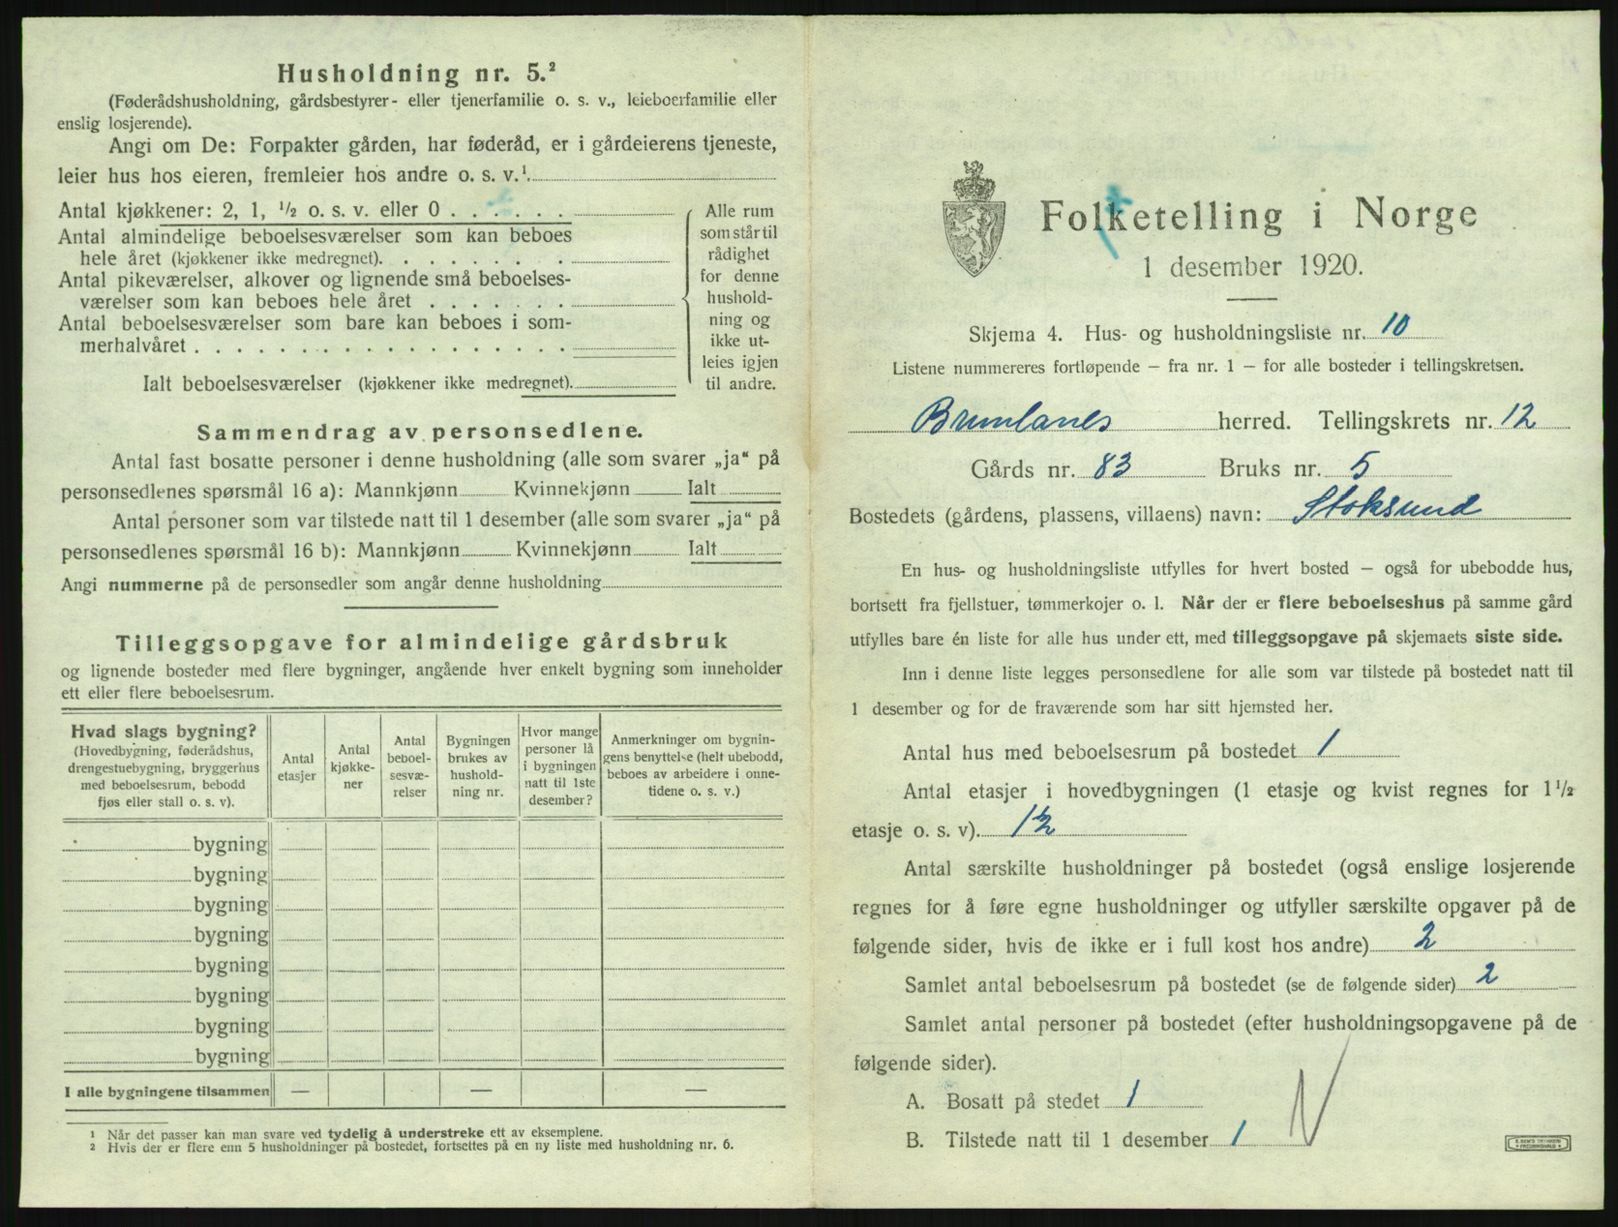 Husholdning nr. 5.²
(Føderådshusholdning, gårdsbestyrer- eller tjenerfamilie o. s. v., leieboerfamilie eller
enslig losjerende).
Angi om De: Forpakter gården, har føderåd, er i gårdeierens tjeneste,
leier hus hos eieren, fremleier hos andre o. s. v.¹.
Antal kjøkkener: 2, 1, ¹/₂ o. s. v. eller 0 . . . . . .
Antal almindelige beboelsesværelser som kan beboes
hele året (kjøkkener ikke medregnet). . . . . . . . .
Antal pikeværelser, alkover og lignende små beboelses-
værelser som kan beboes hele året . . . . . . .
Antal beboelsesværelser som bare kan beboes i som-
merhalvåret . . . . . . . . . . . . . . . . . .
Ialt beboelsesværelser (kjøkkener ikke medregnet).
Alle rum
som står til
rådighet
for denne
hushold-
ning og
ikke ut-
leies igjen
til andre.
Sammendrag av personsedlene.
Antal fast bosatte personer i denne husholdning (alle som svarer „ja“ på
personsedlenes spørsmål 16 a): Mannkjønn Kvinnekjønn Ialt
Antal personer som var tilstede natt til 1 desember (alle som svarer „ja“ på
personsedlenes spørsmål 16 b): Mannkjønn Kvinnekjønn Ialt
Angi nummerne på de personsedler som angår denne husholdning
Tilleggsopgave for almindelige gårdsbruk
og lignende bosteder med flere bygninger, angående hver enkelt bygning som inneholder
ett eller flere beboelsesrum.
Hvad slags bygning?
(Hovedbygning, føderådshus,
drengestuebygning, bryggerhus
med beboelsesrum, bebodd
fjøs eller stall o. s. v).
Antal
etasjer
Antal
kjøkke-
ner
Antal
beboel-
sesvæ-
relser
Bygningen
brukes av
hushold-
ning nr.
Hvor mange
personer lå
i bygningen
natt til 1ste
desember?
Anmerkninger om bygnin-
gens benyttelse (helt ubebodd,
beboes av arbeidere i onne-
tidene o. s. v.)
bygning
bygning
bygning
bygning
bygning
bygning
bygning
bygning
I alle bygningene tilsammen — — —
¹ Når det passer kan man svare ved tydelig å understreke ett av eksemplene.
² Hvis der er flere enn 5 husholdninger på bostedet, fortsettes på en ny liste med husholdning nr. 6.
Folketelling i Norge
1 desember 1920.
Skjema 4. Hus- og husholdningsliste nr. 10
Listene nummereres fortløpende — fra nr. 1 — for alle bosteder i tellingskretsen.
Brunlanes herred. Tellingskrets nr. 12
Gårds nr. 83 Bruks nr. 5
Bostedets (gårdens, plassens, villaens) navn: Stoksund
En hus- og husholdningsliste utfylles for hvert bosted — også for ubebodde hus,
bortsett fra fjellstuer, tømmerkojer o. l. Når der er flere beboelseshus på samme gård
utfylles bare én liste for alle hus under ett, med tilleggsopgave på skjemaets siste side.
Inn i denne liste legges personsedlene for alle som var tilstede på bostedet natt til
1 desember og for de fraværende som har sitt hjemsted her.
Antal hus med beboelsesrum på bostedet 1
Antal etasjer i hovedbygningen (1 etasje og kvist regnes for 1 ¹/₂
etasje o. s. v). 1½
Antal særskilte husholdninger på bostedet (også enslige losjerende
regnes for å føre egne husholdninger og utfyller særskilte opgaver på de
følgende sider, hvis de ikke er i full kost hos andre) 2
Samlet antal beboelsesrum på bostedet (se de følgende sider) 2
Samlet antal personer på bostedet (efter husholdningsopgavene på de
følgende sider).
A. Bosatt på stedet 1
B. Tilstede natt til 1 desember 1 N